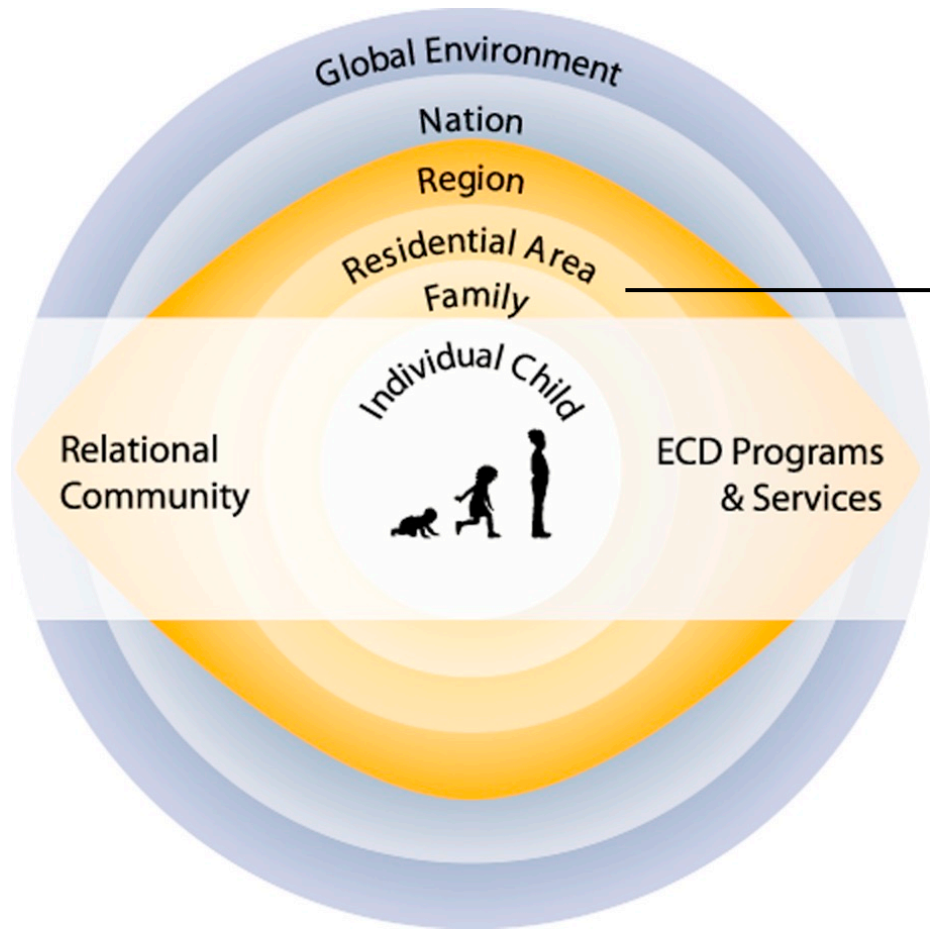 Global Environment
Nation
Region
Residential Area
Family
Individual Child
Relational
Community
ECD Programs
& Services